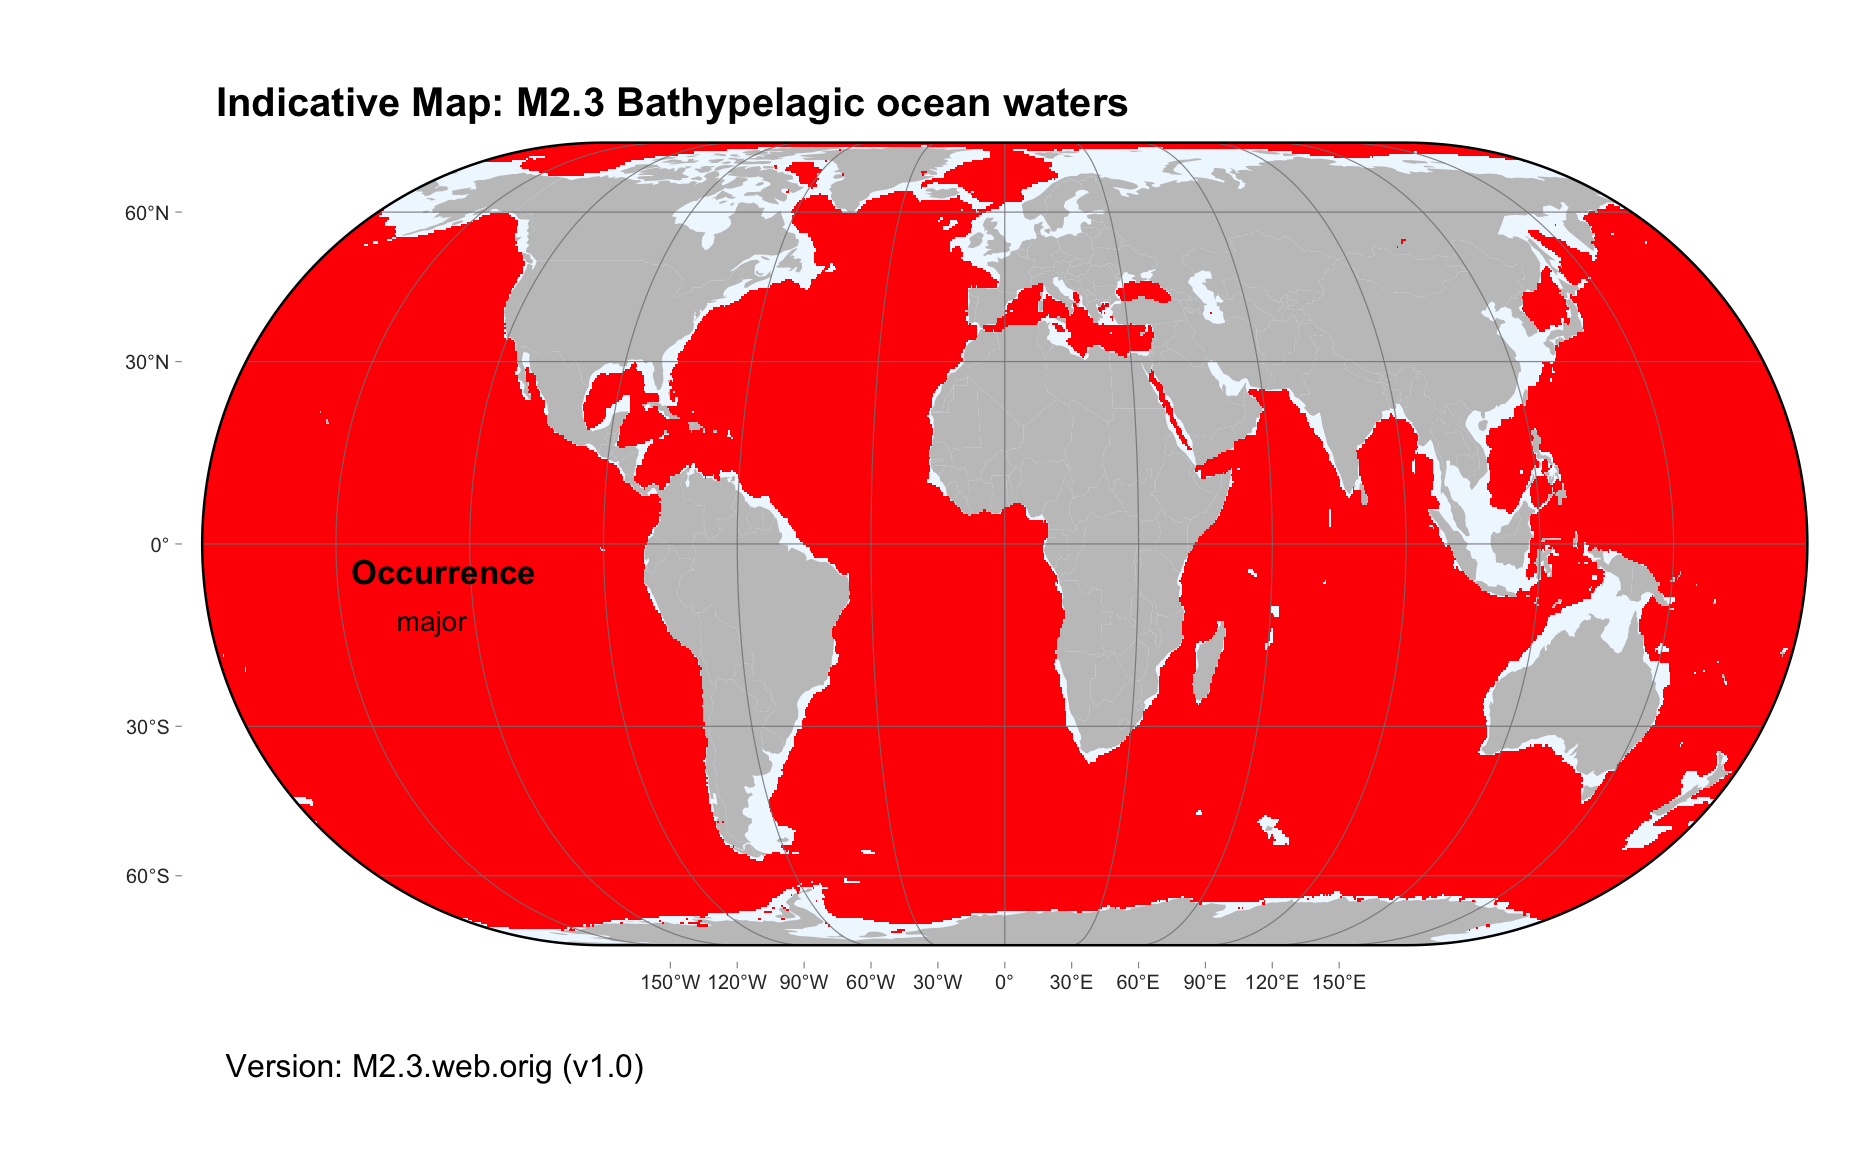 Indicative Map: M2.3 Bathypelagic ocean waters
60°N
30°N
0°
Occurrence
major
30°S
60°S
150°W 120°W 90°W 60°W 30°W 0° 30°E 60°E 90°E 120°E 150°E
Version: M2.3.web.orig (v1.0)